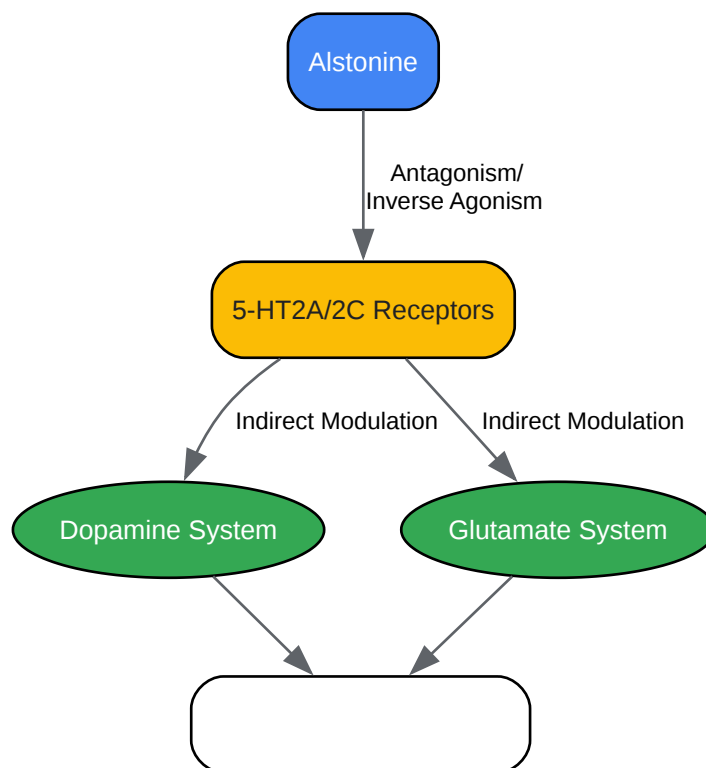 Alstonine
Antagonism/
Inverse Agonism
5-HT2A/2C Receptors
Indirect Modulation
Indirect Modulation
Dopamine System
Glutamate System